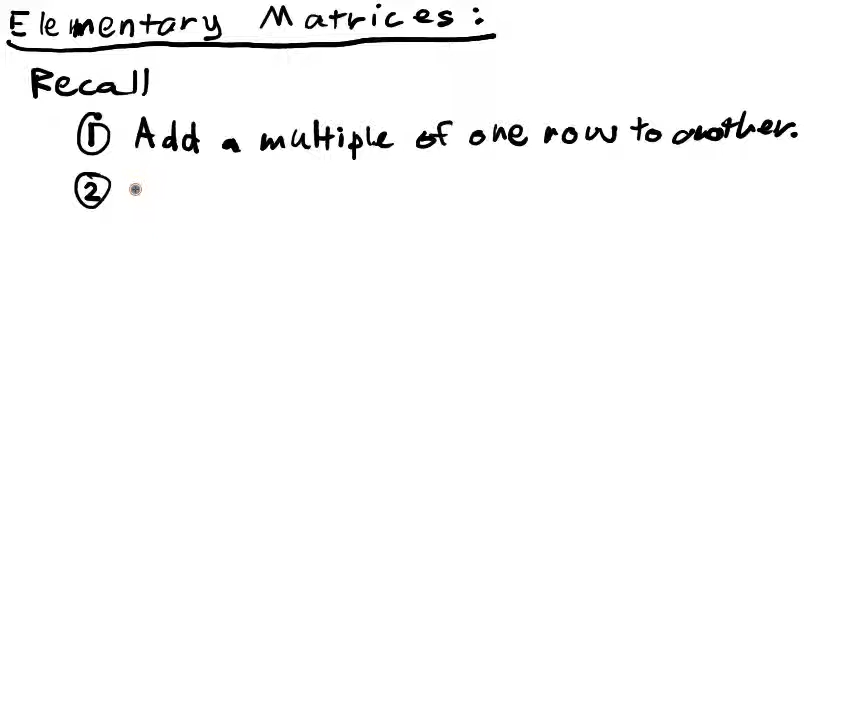 Elementary Matrices:
Recall
① Add a multiple of one row to another.
②